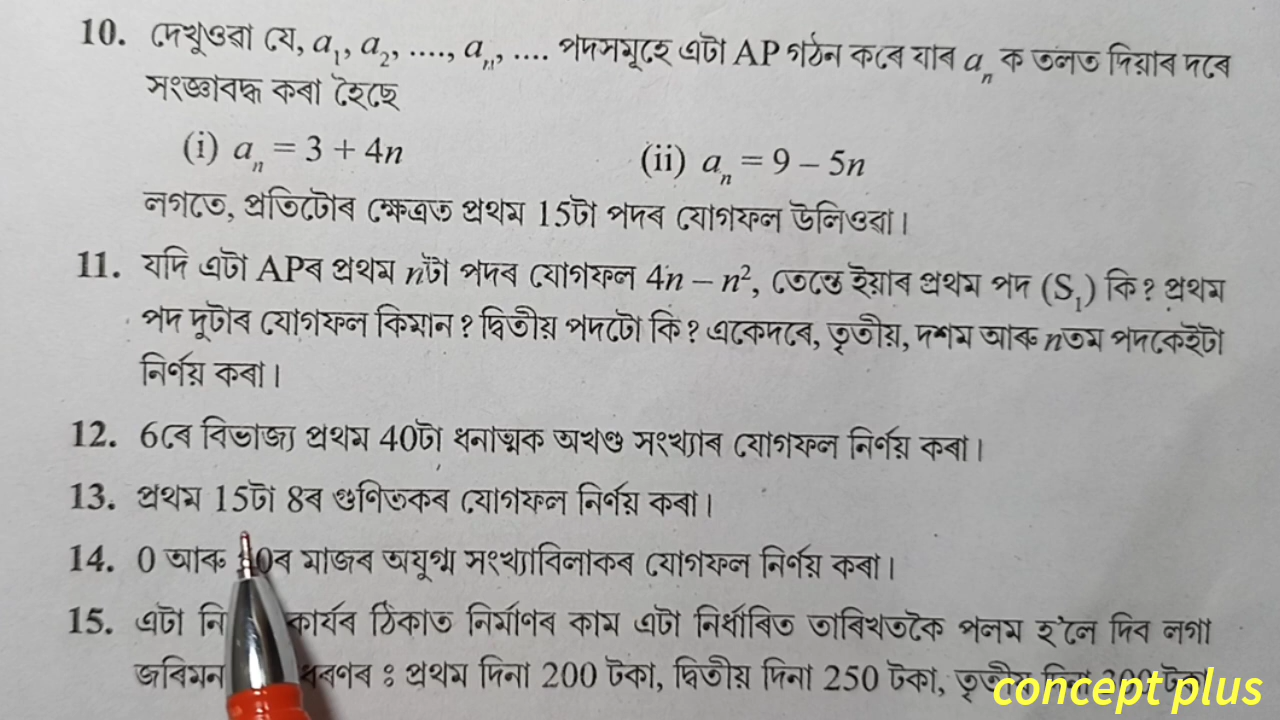 10. দেখুওৱা যে, a₁, a₂, ...., aₙ, .... পদসমূহে এটা AP গঠন কৰে যাৰ aₙ ক তলত দিয়াৰ দৰে
সংজ্ঞাবদ্ধ কৰা হৈছে
(i) aₙ = 3 + 4n (ii) aₙ = 9 – 5n
লগতে, প্ৰতিটোৰ ক্ষেত্ৰত প্ৰথম 15টা পদৰ যোগফল উলিওৱা।
11. যদি এটা APৰ প্ৰথম nটা পদৰ যোগফল 4n – n², তেন্তে ইয়াৰ প্ৰথম পদ (S₁) কি? প্ৰথম
পদ দুটাৰ যোগফল কিমান? দ্বিতীয় পদটো কি? একেদৰে, তৃতীয়, দশম আৰু nতম পদকেইটা
নিৰ্ণয় কৰা।
12. 6ৰে বিভাজ্য প্ৰথম 40টা ধনাত্মক অখণ্ড সংখ্যাৰ যোগফল নিৰ্ণয় কৰা।
13. প্ৰথম 15টা 8ৰ গুণিতকৰ যোগফল নিৰ্ণয় কৰা।
14. 0 আৰু 0ৰ মাজৰ অযুগ্ম সংখ্যাবিলাকৰ যোগফল নিৰ্ণয় কৰা।
15. এটা নি কাৰ্যৰ ঠিকাত নিৰ্মাণৰ কাম এটা নিৰ্ধাৰিত তাৰিখতকৈ পলম হ'লে দিব লগা
জৰিমন ধৰণৰ : প্ৰথম দিনা 200 টকা, দ্বিতীয় দিনা 250 টকা, তৃতীয়
concept plus